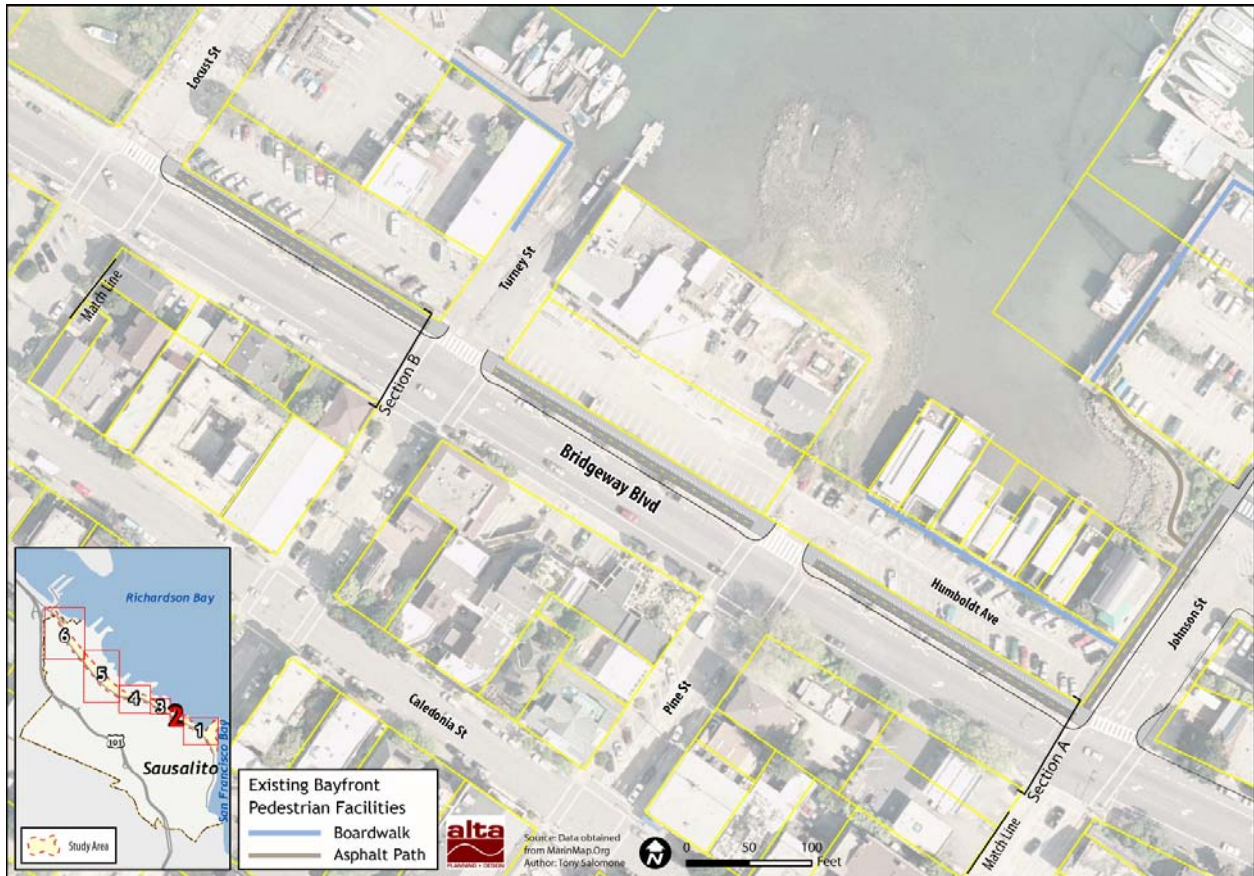 Locust St
Turney St
Match Line
Section B
Bridgeway Blvd
Humboldt Ave
Johnson St
Pine St
Caledonia St
Section A
Match Line
Richardson Bay
6
5
4
3
2
1
101
Sausalito
San Francisco Bay
Study Area
Existing Bayfront
Pedestrian Facilities
Boardwalk
Asphalt Path
alta
PLANNING + DESIGN
Source: Data obtained
from MarinMap.Org
Author: Tony Salomone
N
0 50 100
Feet